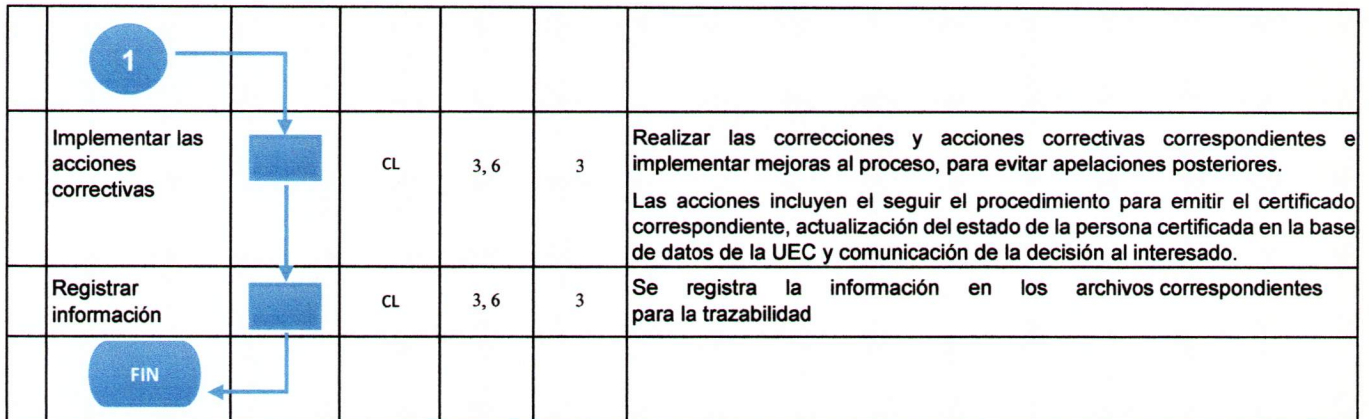 1
Implementar las
acciones
correctivas
CL
3, 6
3
Realizar las correcciones y acciones correctivas correspondientes e
implementar mejoras al proceso, para evitar apelaciones posteriores.
Las acciones incluyen el seguir el procedimiento para emitir el certificado
correspondiente, actualización del estado de la persona certificada en la base
de datos de la UEC y comunicación de la decisión al interesado.
Registrar
información
CL
3, 6
3
Se registra la información en los archivos correspondientes
para la trazabilidad
FIN